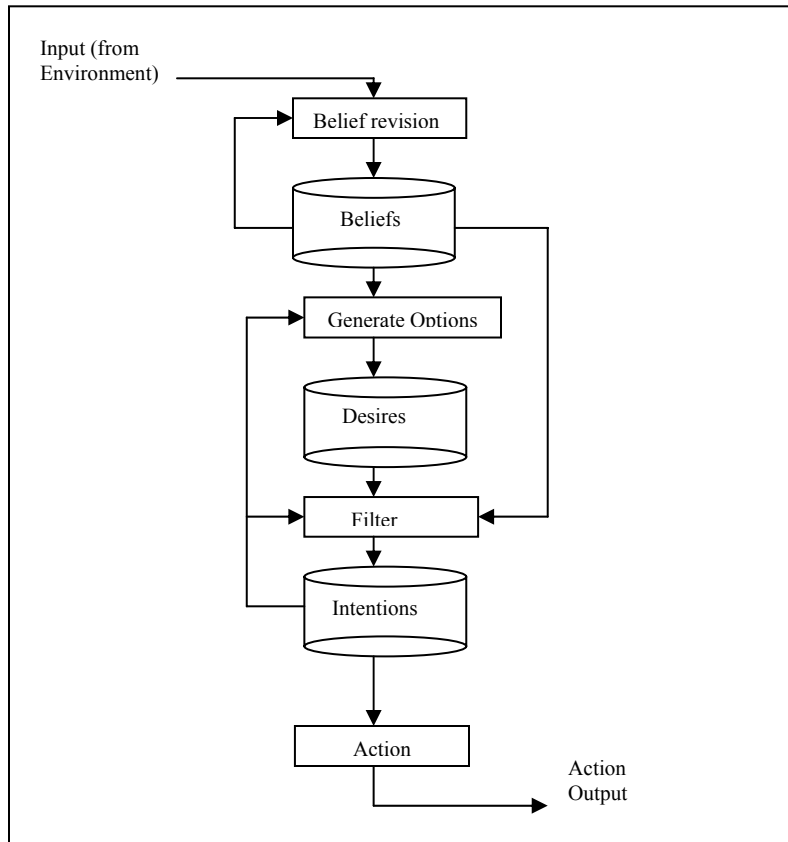 Input (from
Environment)
Belief revision
Beliefs
Generate Options
Desires
Filter
Intentions
Action
Action
Output